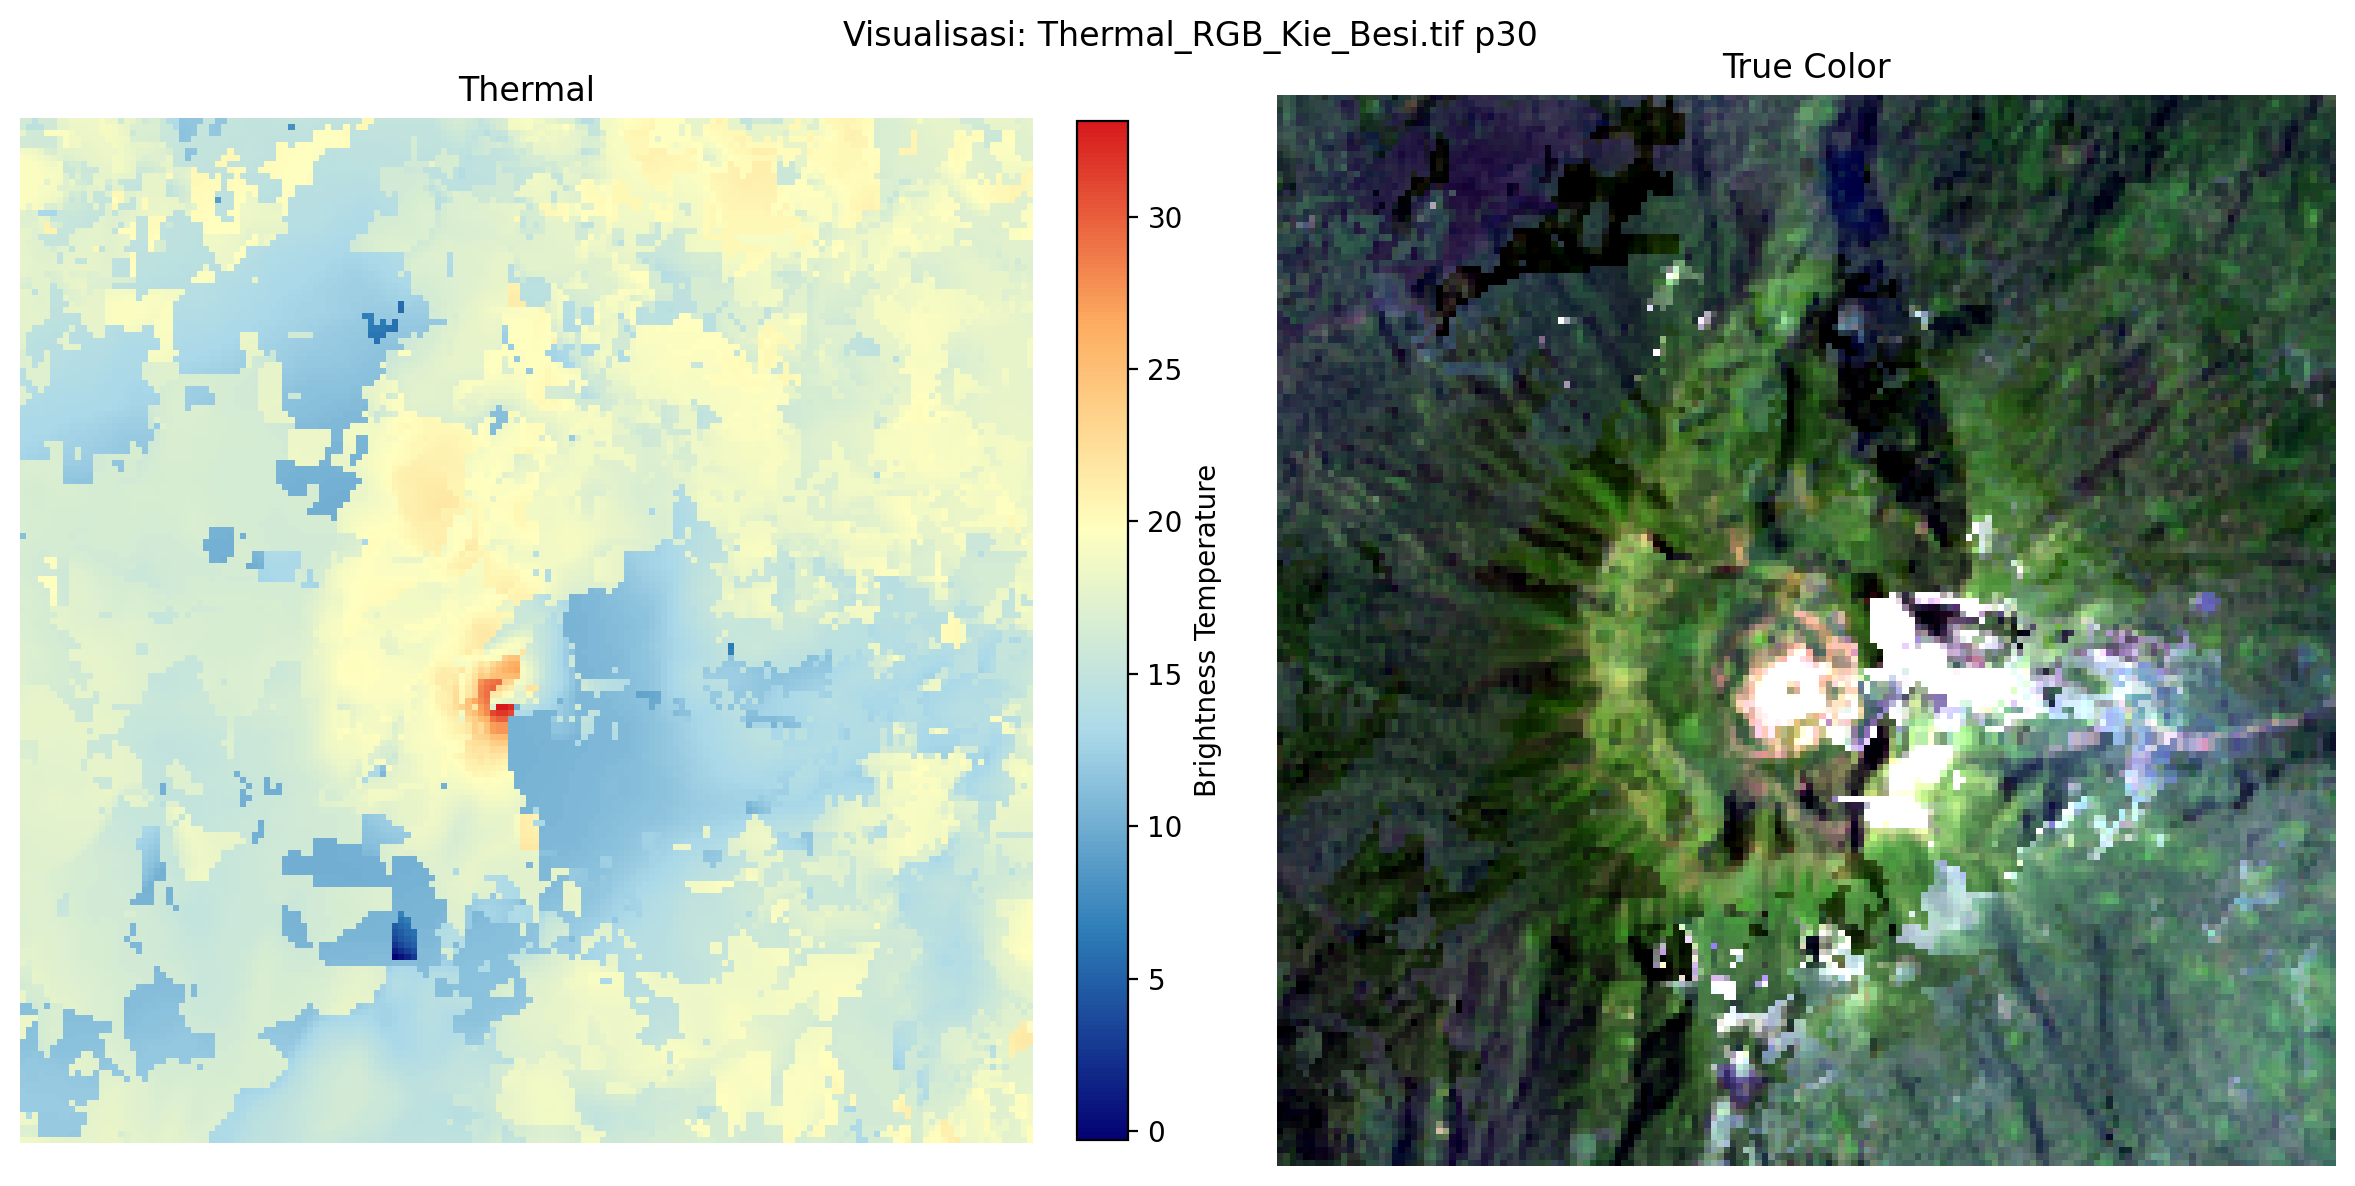 Visualisasi: Thermal_RGB_Kie_Besi.tif p30
Thermal
True Color
30
25
20
15
10
5
0
Brightness Temperature